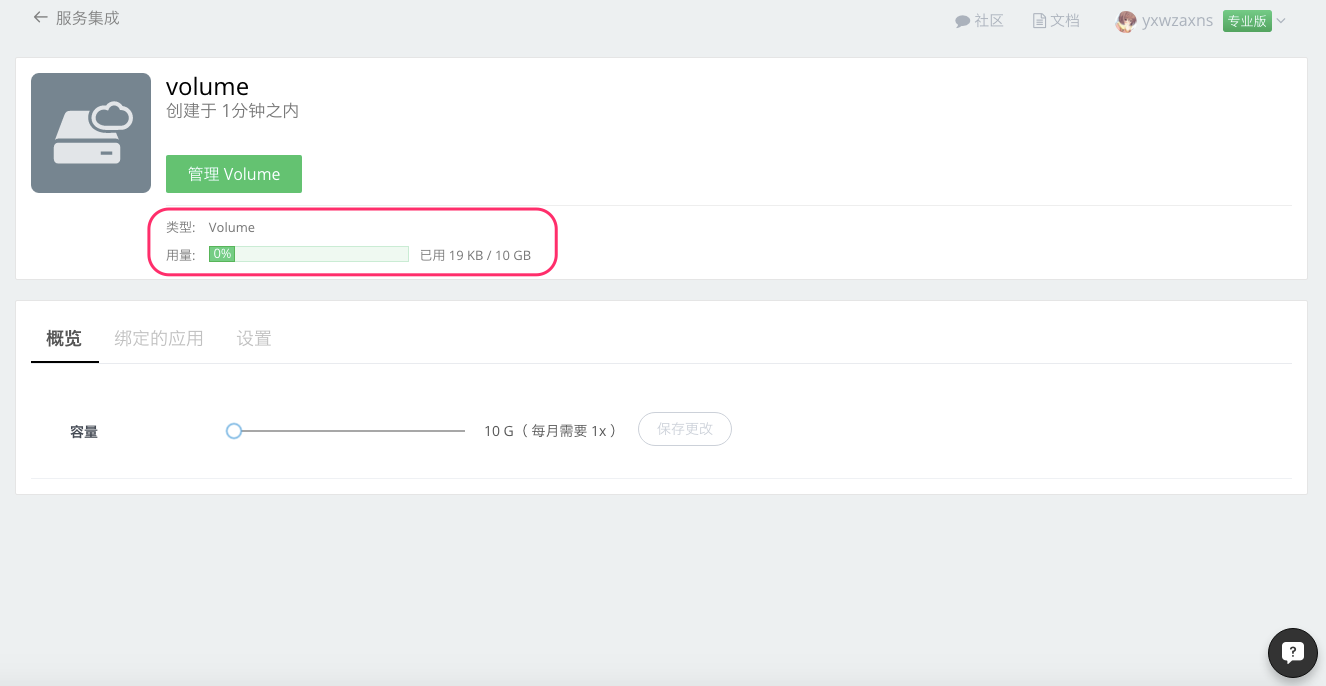 服务集成
社区 文档 yxwzaxns 专业版
volume
创建于 1分钟之内
管理 Volume
类型: Volume
用量: 0% 已用 19 KB / 10 GB
概览 绑定的应用 设置
容量 10 G ( 每月需要 1x ) 保存更改
?